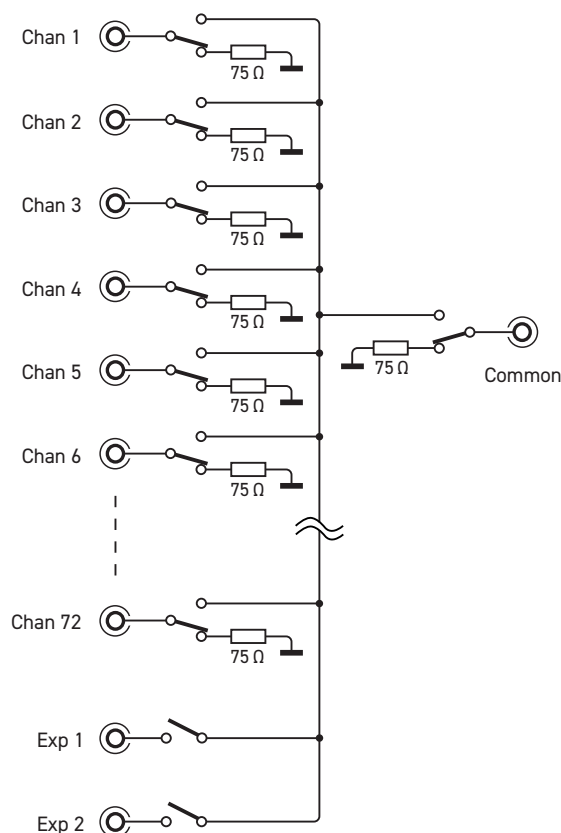 Chan 1
75 Ω
Chan 2
75 Ω
Chan 3
75 Ω
Chan 4
75 Ω
75 Ω
Common
Chan 5
75 Ω
Chan 6
75 Ω
Chan 72
75 Ω
Exp 1
Exp 2